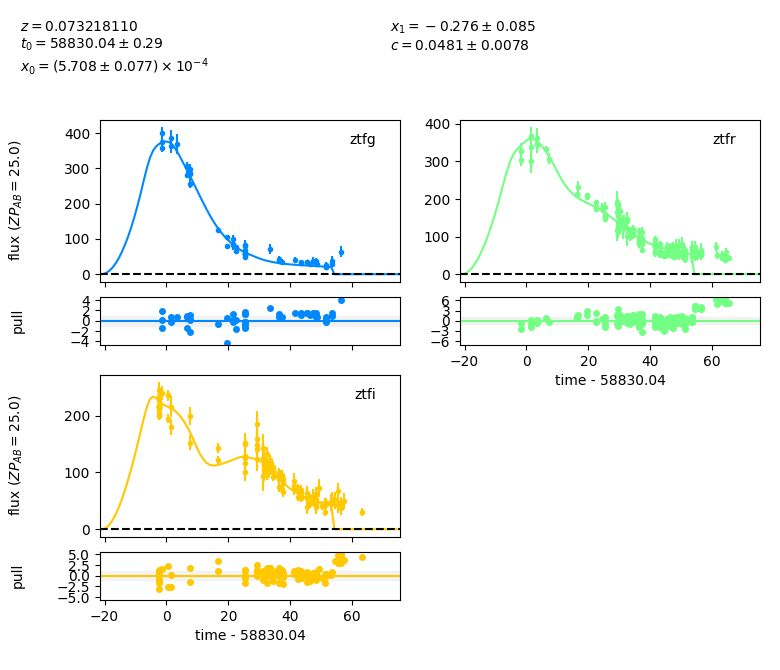 z = 0.073218110
t₀ = 58830.04 ± 0.29
x₀ = (5.708 ± 0.077) × 10⁻⁴
x₁ = −0.276 ± 0.085
c = 0.0481 ± 0.0078
flux (ZP_AB = 25.0)
400
300
200
100
0
ztfg
pull
4
2
0
−2
−4
400
300
200
100
0
ztfr
6
3
0
−3
−6
−20 0 20 40 60
time - 58830.04
flux (ZP_AB = 25.0)
200
100
0
ztfi
pull
5.0
2.5
0.0
−2.5
−5.0
−20 0 20 40 60
time - 58830.04